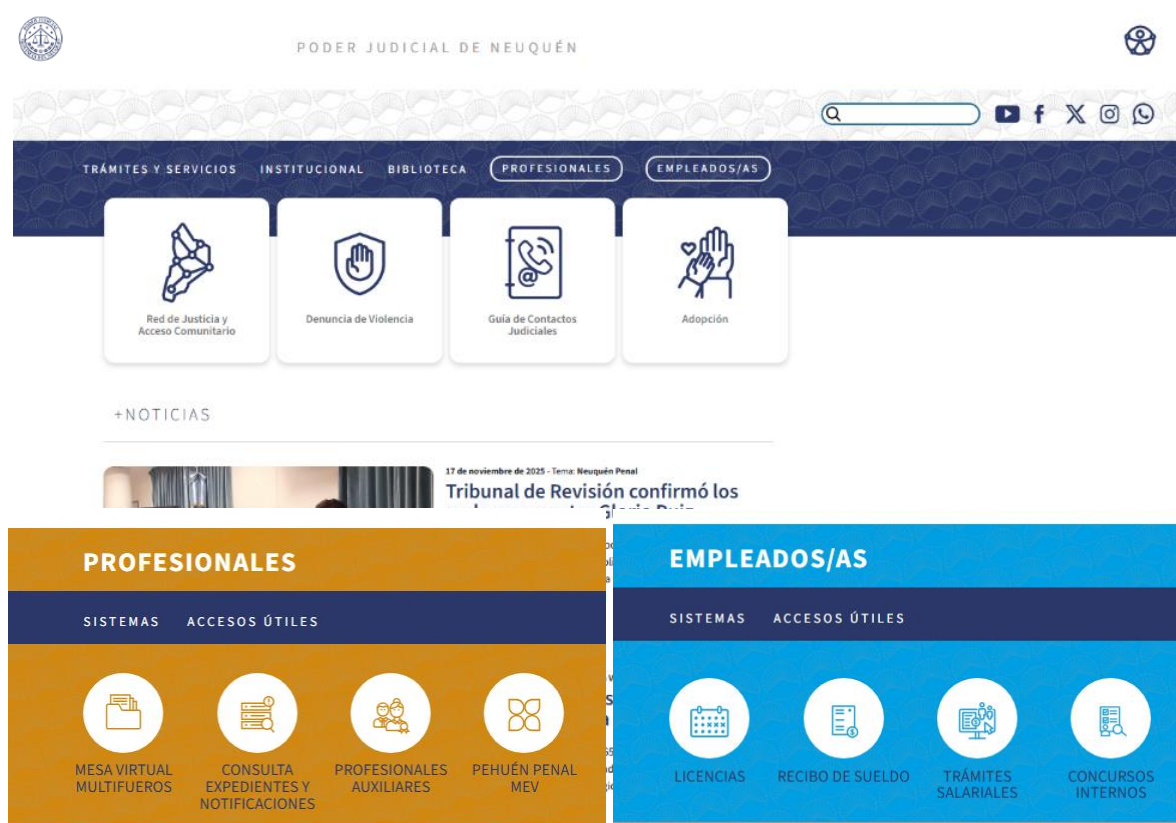 PODER JUDICIAL DE NEUQUÉN
TRÁMITES Y SERVICIOS INSTITUCIONAL BIBLIOTECA PROFESIONALES EMPLEADOS/AS
Red de Justicia y
Acceso Comunitario
Denuncia de Violencia
Guía de Contactos
Judiciales
Adopción
+NOTICIAS
17 de noviembre de 2025 - Tema: Neuquén Penal
Tribunal de Revisión confirmó los
PROFESIONALES
SISTEMAS ACCESOS ÚTILES
MESA VIRTUAL
MULTIFUEROS
CONSULTA
EXPEDIENTES Y
NOTIFICACIONES
PROFESIONALES
AUXILIARES
PEHUÉN PENAL
MEV
EMPLEADOS/AS
SISTEMAS ACCESOS ÚTILES
LICENCIAS
RECIBO DE SUELDO
TRÁMITES
SALARIALES
CONCURSOS
INTERNOS